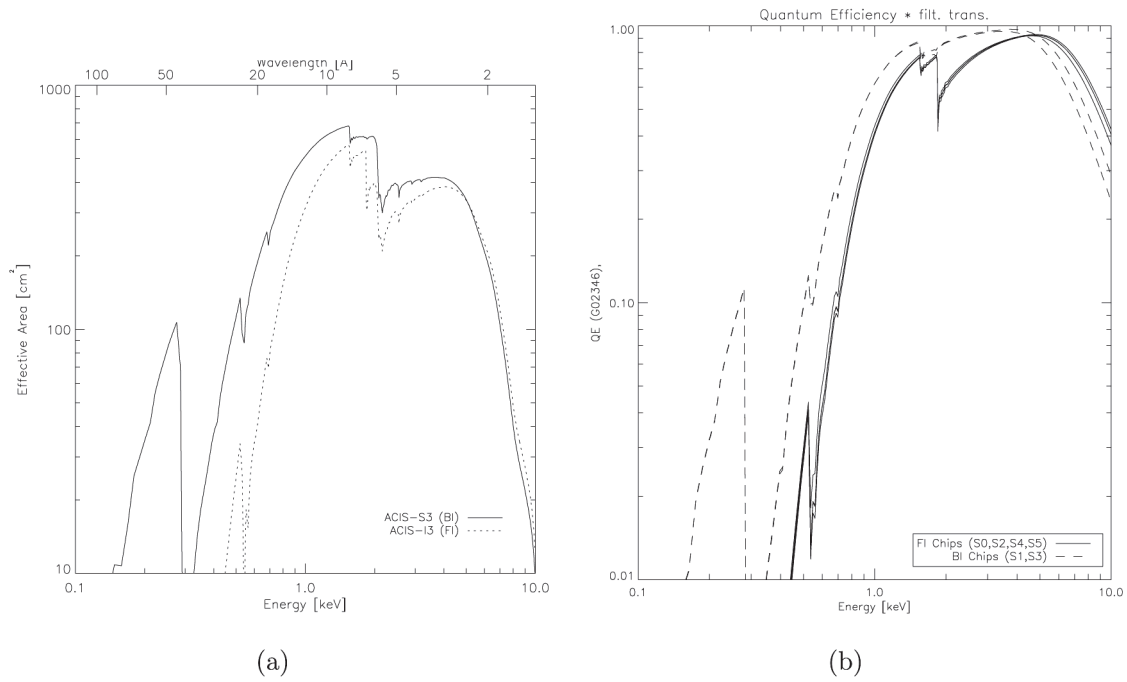 Wavelength [A]
100 50 20 10 5 2
1000
100
10
Effective Area [cm²]
ACIS-S3 (BI)
ACIS-I3 (FI)
0.1 1.0 10.0
Energy [keV]
(a)
Quantum Efficiency * filt. trans.
1.00
0.10
0.01
QE (G02346),
FI Chips (S0,S2,S4,S5)
BI Chips (S1,S3)
0.1 1.0 10.0
Energy [keV]
(b)